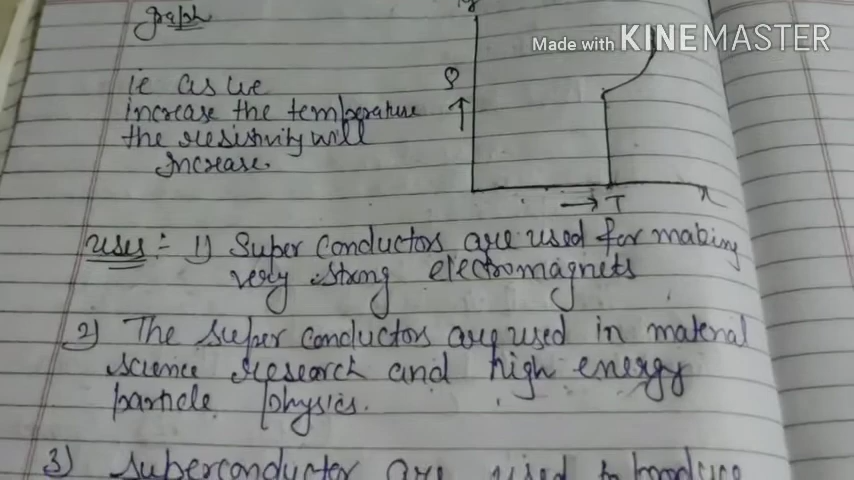 graph
Made with KINEMASTER
y
ie as we
increase the temperature
the resistivity will
increase.
ρ
→ T
x
uses :- 1) Super conductors are used for making
very strong electromagnets
2) The super conductors are used in material
science research and high energy
particle physics.
3) superconductor are used to produce